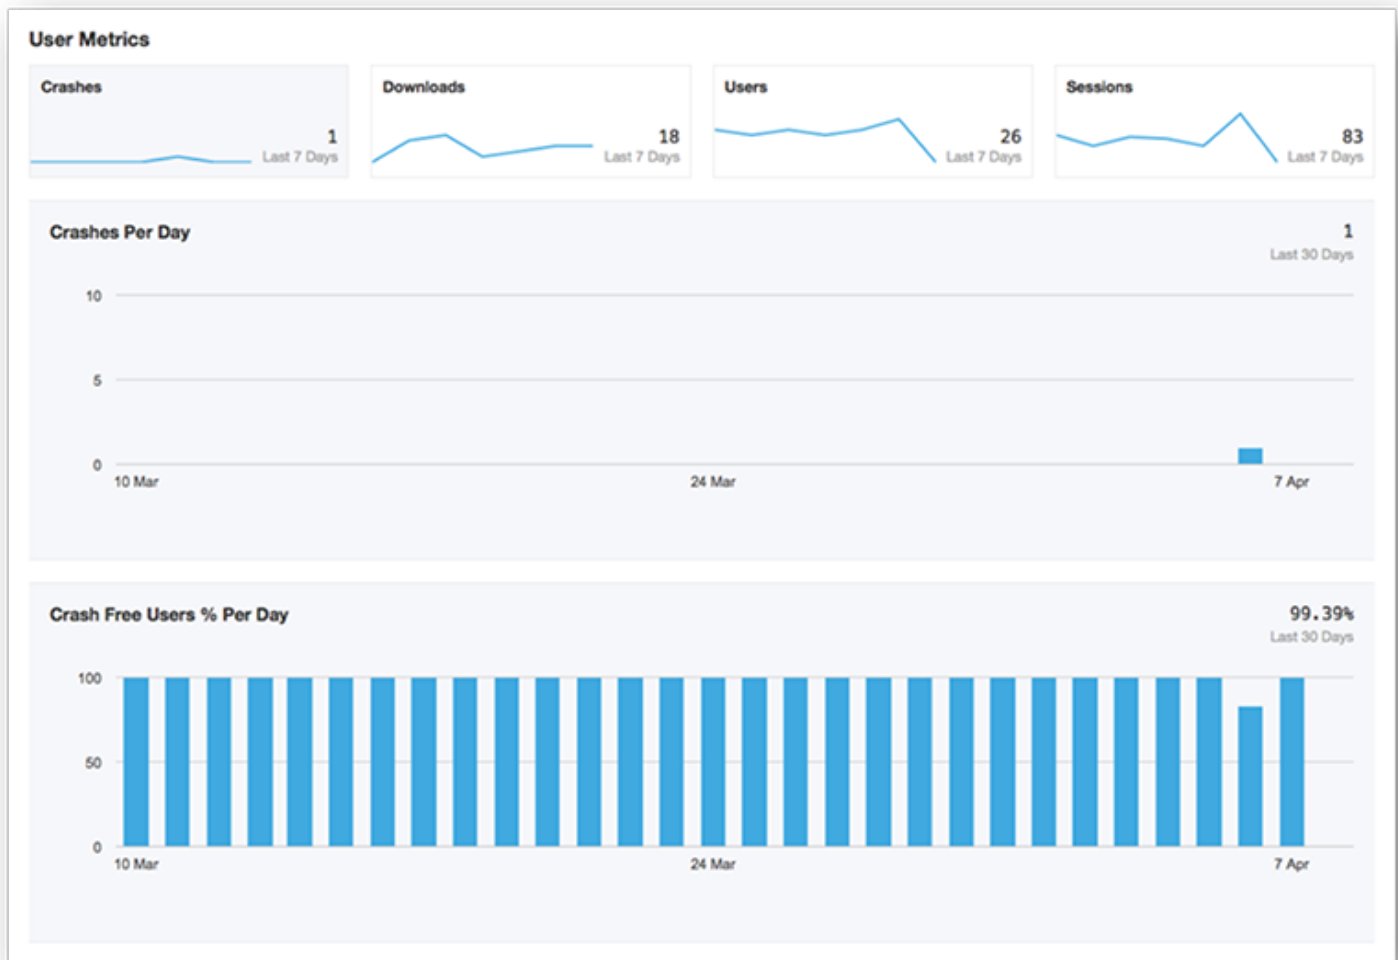 User Metrics
Crashes
1
Last 7 Days
Downloads
18
Last 7 Days
Users
26
Last 7 Days
Sessions
83
Last 7 Days
Crashes Per Day
1
Last 30 Days
10
5
0
10 Mar 24 Mar 7 Apr
Crash Free Users % Per Day
99.39%
Last 30 Days
100
50
0
10 Mar 24 Mar 7 Apr